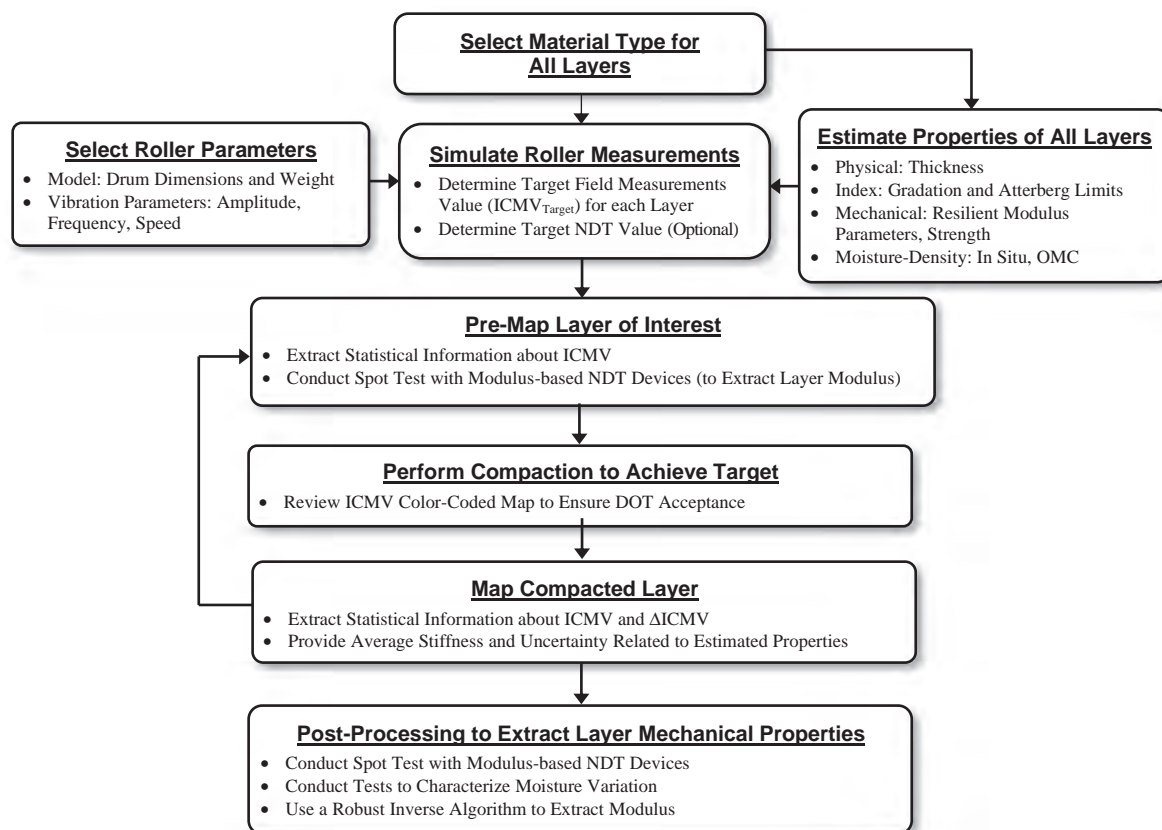 Select Material Type for
All Layers
Select Roller Parameters
• Model: Drum Dimensions and Weight
• Vibration Parameters: Amplitude,
Frequency, Speed
Simulate Roller Measurements
• Determine Target Field Measurements
Value (ICMVTarget) for each Layer
• Determine Target NDT Value (Optional)
Estimate Properties of All Layers
• Physical: Thickness
• Index: Gradation and Atterberg Limits
• Mechanical: Resilient Modulus
Parameters, Strength
• Moisture-Density: In Situ, OMC
Pre-Map Layer of Interest
• Extract Statistical Information about ICMV
• Conduct Spot Test with Modulus-based NDT Devices (to Extract Layer Modulus)
Perform Compaction to Achieve Target
• Review ICMV Color-Coded Map to Ensure DOT Acceptance
Map Compacted Layer
• Extract Statistical Information about ICMV and ΔICMV
• Provide Average Stiffness and Uncertainty Related to Estimated Properties
Post-Processing to Extract Layer Mechanical Properties
• Conduct Spot Test with Modulus-based NDT Devices
• Conduct Tests to Characterize Moisture Variation
• Use a Robust Inverse Algorithm to Extract Modulus